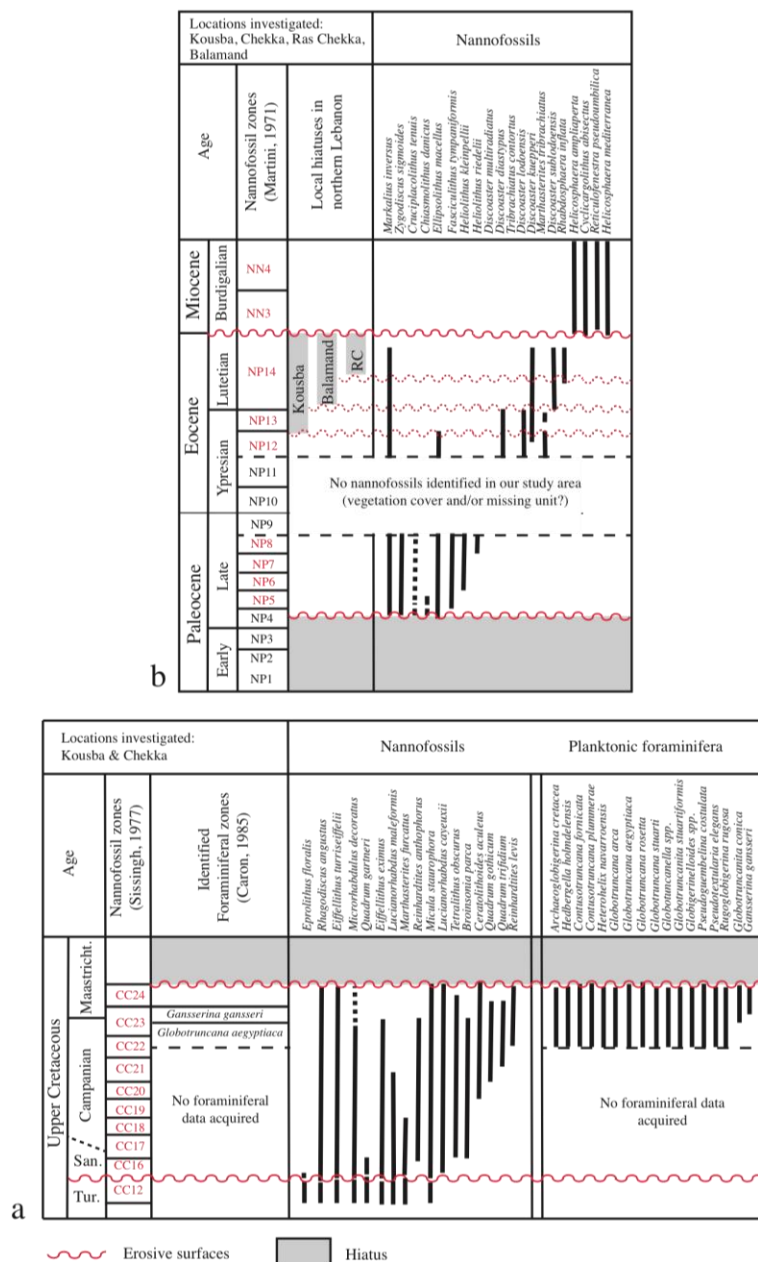 Locations investigated:
Kousba, Chekka, Ras Chekka,
Balamand
Nannofossils
Age
Nannofossil zones
(Martini, 1971)
Local hiatuses in
northern Lebanon
Markalius inversus
Zygodiscus sigmoides
Cruciplacolithus tenuis
Chiasmolithus danicus
Ellipsolithus macellus
Fasciculithus tympaniformis
Heliolithus kleinpellii
Heliolithus riedelii
Discoaster multiradiatus
Discoaster diastypus
Tribrachiatus contortus
Discoaster lodoensis
Discoaster kuepperi
Marthasterites tribrachiatus
Discoaster sublodoensis
Rhabdosphaera inflata
Helicosphaera ampliaperta
Cyclicargolithus abisectus
Reticulofenestra pseudoumbilica
Helicosphaera mediterranea
Miocene
Burdigalian
NN4
NN3
Eocene
Lutetian
NP14
Kousba
Balamand
RC
Ypresian
NP13
NP12
NP11
NP10
No nannofossils identified in our study area
(vegetation cover and/or missing unit?)
Paleocene
Late
NP9
NP8
NP7
NP6
NP5
NP4
Early
NP3
NP2
NP1
b
Locations investigated:
Kousba & Chekka
Nannofossils
Planktonic foraminifera
Age
Nannofossil zones
(Sissingh, 1977)
Identified
Foraminiferal zones
(Caron, 1985)
Eprolithus floralis
Rhagodiscus angustus
Eiffellithus turriseiffelii
Microrhabdulus decoratus
Quadrum gartneri
Eiffellithus eximus
Lucianorhabdus maleformis
Marthasterites furcatus
Reinhardtites anthophorus
Micula staurophora
Lucianorhabdus cayeuxii
Tetralithus obscurus
Broinsonia parca
Ceratolithoides aculeus
Quadrum gothicum
Quadrum trifidium
Reinhardtites levis
Archaeoglobigerina cretacea
Hedbergella holmdelensis
Contusotruncana fornicata
Contusotruncana plummerae
Heterohelix navarroensis
Globotruncana arca
Globotruncana aegyptiaca
Globotruncana rosetta
Globotruncana stuarti
Globotuncanella spp.
Globotruncanita stuartiformis
Globigerinelloides spp.
Pseudoguembelina costulata
Pseudotextularia elegans
Rugoglobigerina rugosa
Globotruncanita conica
Gansserina gansseri
Upper Cretaceous
Maastricht.
CC24
Gansserina gansseri
CC23
Globotruncana aegyptiaca
Campanian
CC22
CC21
CC20
CC19
CC18
CC17
San.
CC16
Tur.
CC12
No foraminiferal
data acquired
No foraminiferal data
acquired
a
Erosive surfaces
Hiatus